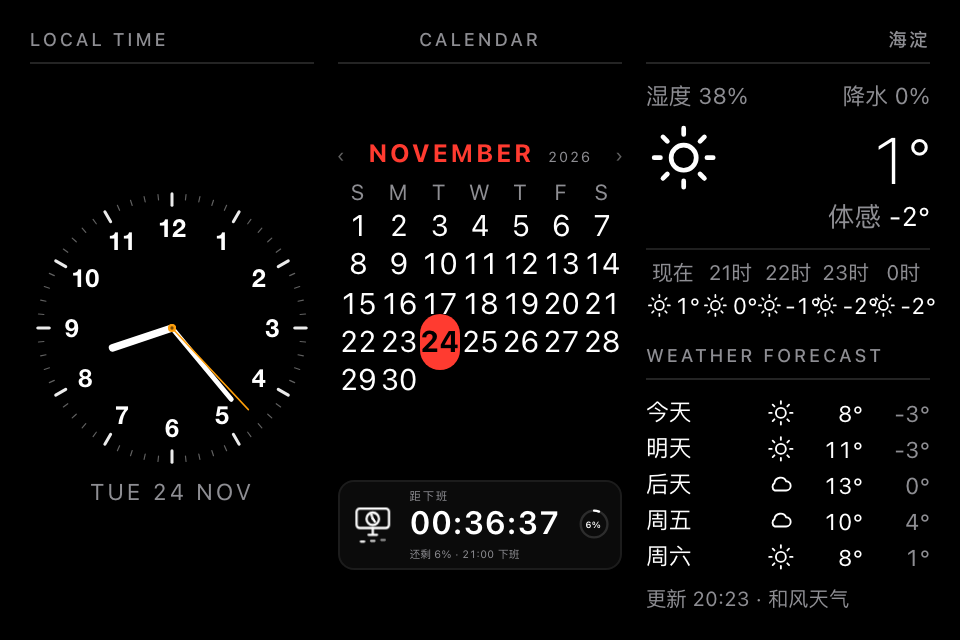 LOCAL TIME
12
1
2
3
4
5
6
7
8
9
10
11
TUE 24 NOV
CALENDAR
‹ NOVEMBER 2026 ›
S M T W T F S
1 2 3 4 5 6 7
8 9 10 11 12 13 14
15 16 17 18 19 20 21
22 23 24 25 26 27 28
29 30
距下班
00:36:37
6%
还剩 6% · 21:00 下班
海淀
湿度 38% 降水 0%
1°
体感 -2°
现在 21时 22时 23时 0时
1° 0° -1° -2° -2°
WEATHER FORECAST
今天 8° -3°
明天 11° -3°
后天 13° 0°
周五 10° 4°
周六 8° 1°
更新 20:23 · 和风天气